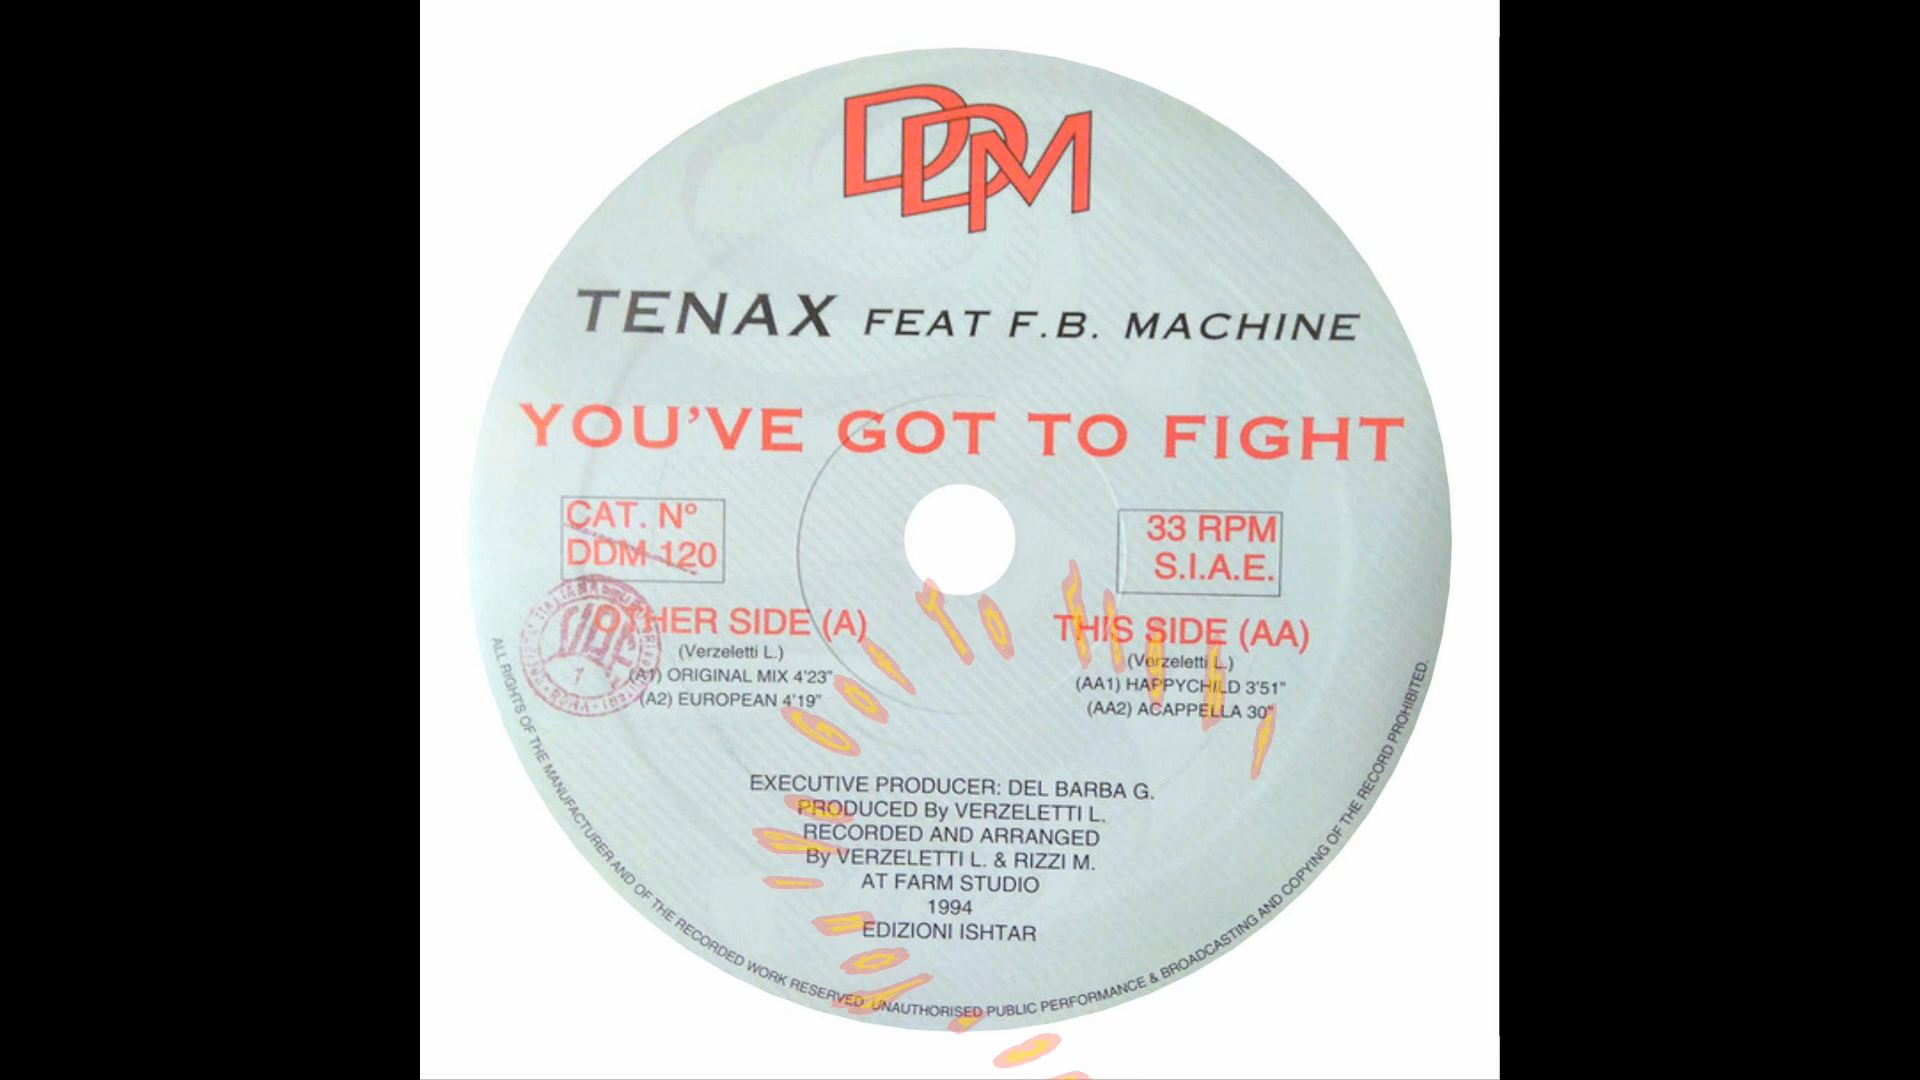 DDM
TENAX FEAT F.B. MACHINE
YOU'VE GOT TO FIGHT
CAT. N°
DDM 120
33 RPM
S.I.A.E.
OTHER SIDE (A)
(Verzeletti L.)
(A1) ORIGINAL MIX 4'23"
(A2) EUROPEAN 4'19"
THIS SIDE (AA)
(Verzeletti L.)
(AA1) HAPPYCHILD 3'51"
(AA2) ACAPPELLA 30"
EXECUTIVE PRODUCER: DEL BARBA G.
PRODUCED By VERZELETTI L.
RECORDED AND ARRANGED
By VERZELETTI L. & RIZZI M.
AT FARM STUDIO
1994
EDIZIONI ISHTAR
ALL RIGHTS OF THE MANUFACTURER AND OF THE RECORDED WORK RESERVED UNAUTHORISED PUBLIC PERFORMANCE & BROADCASTING AND COPYING OF THE RECORD PROHIBITED.